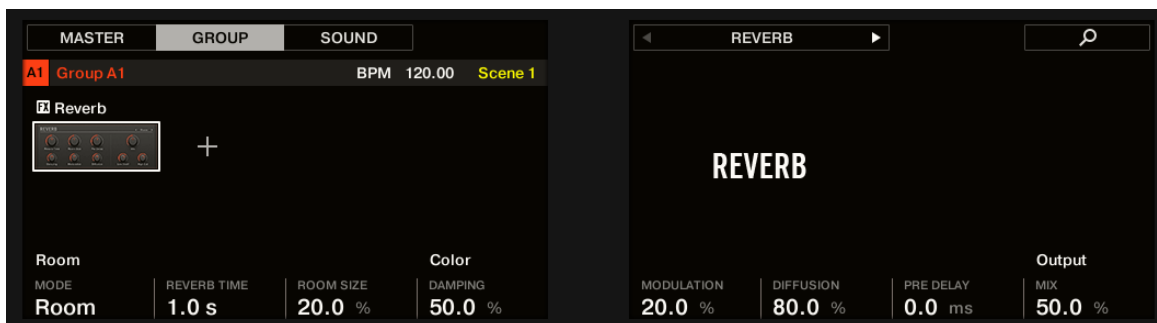 MASTER GROUP SOUND
A1 Group A1 BPM 120.00 Scene 1
FX Reverb
REVERB
Room Color
MODE REVERB TIME ROOM SIZE DAMPING
Room 1.0 s 20.0 % 50.0 %
REVERB
REVERB
Output
MODULATION DIFFUSION PRE DELAY MIX
20.0 % 80.0 % 0.0 ms 50.0 %